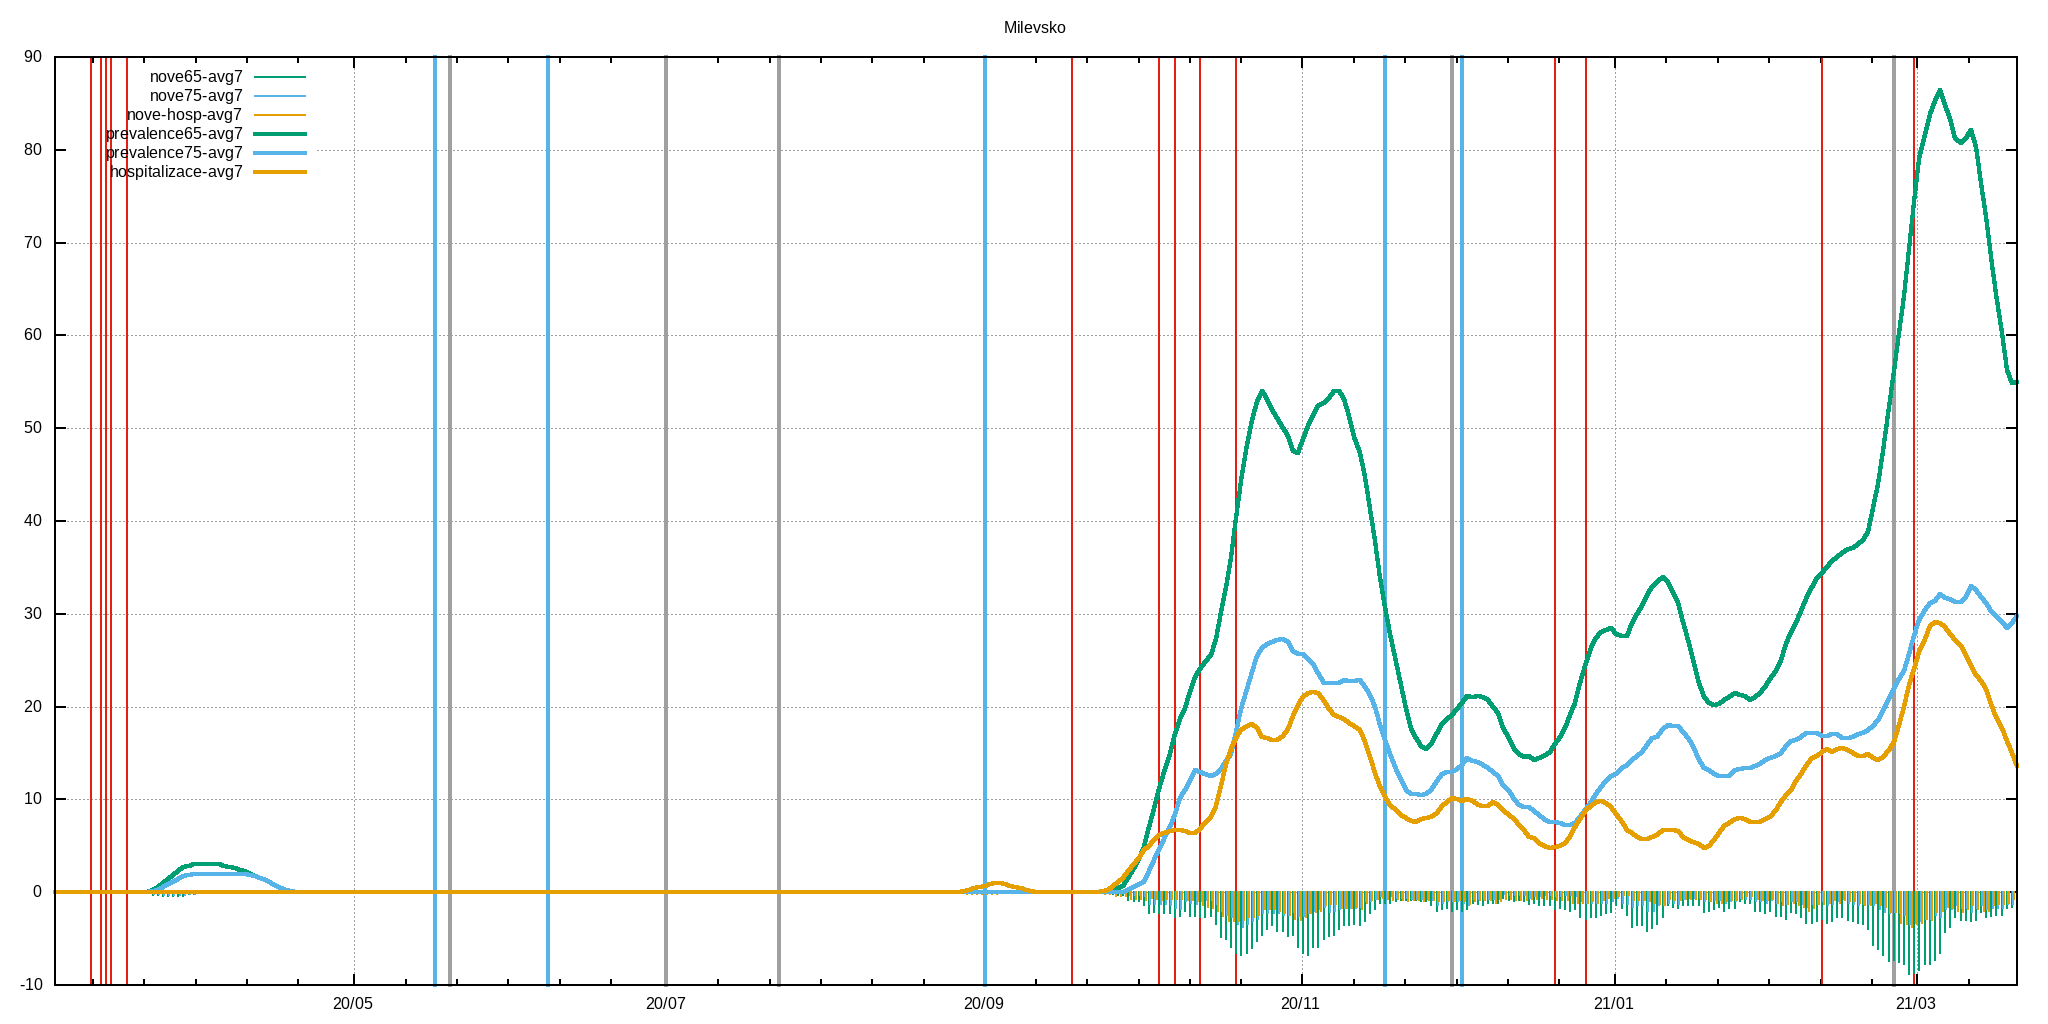 Milevsko
90
80
70
60
50
40
30
20
10
0
-10
nove65-avg7
nove75-avg7
nove-hosp-avg7
prevalence65-avg7
prevalence75-avg7
hospitalizace-avg7
20/05 20/07 20/09 20/11 21/01 21/03